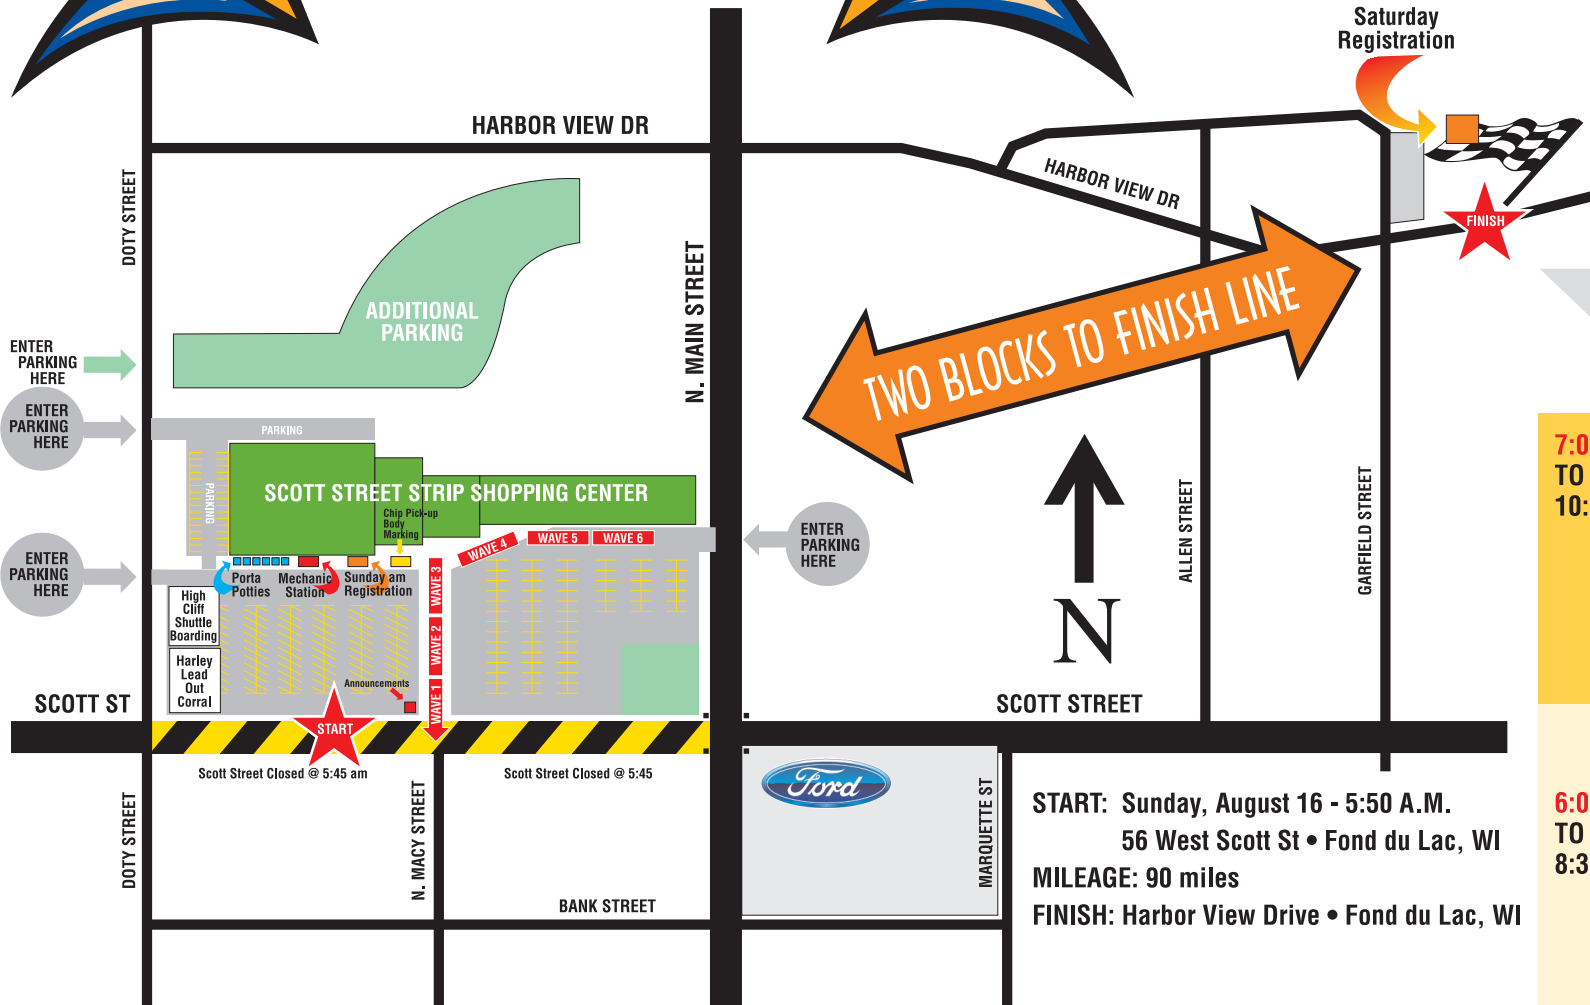 Saturday
Registration
HARBOR VIEW DR
HARBOR VIEW DR
DOTY STREET
N. MAIN STREET
FINISH
ADDITIONAL
PARKING
TWO BLOCKS TO FINISH LINE
ENTER
PARKING
HERE
ENTER
PARKING
HERE
PARKING
PARKING
SCOTT STREET STRIP SHOPPING CENTER
Chip Pick-up
Body
Marking
WAVE 4
WAVE 5
WAVE 6
ENTER
PARKING
HERE
ENTER
PARKING
HERE
Porta
Potties
Mechanic
Station
Sunday am
Registration
WAVE 3
WAVE 2
WAVE 1
High
Cliff
Shuttle
Boarding
Harley
Lead
Out
Corral
Announcements
ALLEN STREET
GARFIELD STREET
N
SCOTT ST
SCOTT STREET
START
Scott Street Closed @ 5:45 am
Scott Street Closed @ 5:45
DOTY STREET
N. MACY STREET
Ford
MARQUETTE ST
BANK STREET
START: Sunday, August 16 - 5:50 A.M.
56 West Scott St • Fond du Lac, WI
MILEAGE: 90 miles
FINISH: Harbor View Drive • Fond du Lac, WI
7:0
TO
10:
6:0
TO
8:3